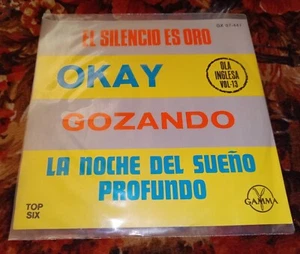 EL SILENCIO ES ORO
OKAY
OLA
INGLESA
VOL-13
GOZANDO
LA NOCHE DEL SUEÑO
PROFUNDO
TOP
SIX
GAMMA